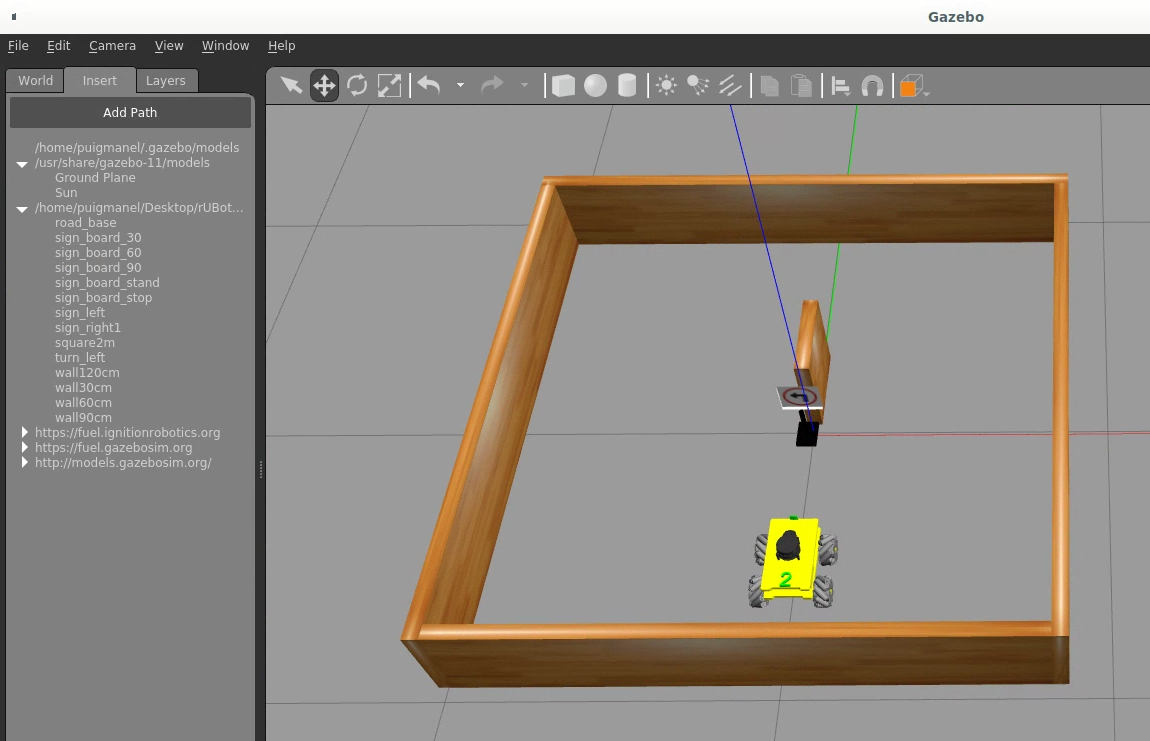 Gazebo
File Edit Camera View Window Help
World Insert Layers
Add Path
/home/puigmanel/.gazebo/models
/usr/share/gazebo-11/models
Ground Plane
Sun
/home/puigmanel/Desktop/rUBot...
road_base
sign_board_30
sign_board_60
sign_board_90
sign_board_stand
sign_board_stop
sign_left
sign_right1
square2m
turn_left
wall120cm
wall30cm
wall60cm
wall90cm
https://fuel.ignitionrobotics.org
https://fuel.gazebosim.org
http://models.gazebosim.org/
2